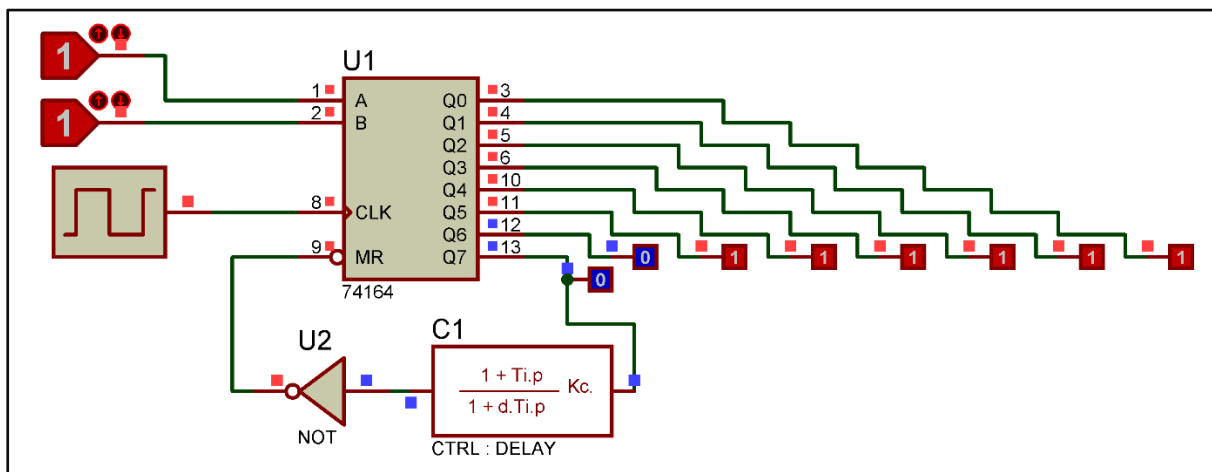 1
1
U1
1 A Q0 3
2 B Q1 4
Q2 5
Q3 6
Q4 10
8 CLK Q5 11
Q6 12
9 MR Q7 13
74164
0 1 1 1 1 1 1
0
U2
NOT
C1
1 + Ti.p
Kc.
1 + d.Ti.p
CTRL : DELAY